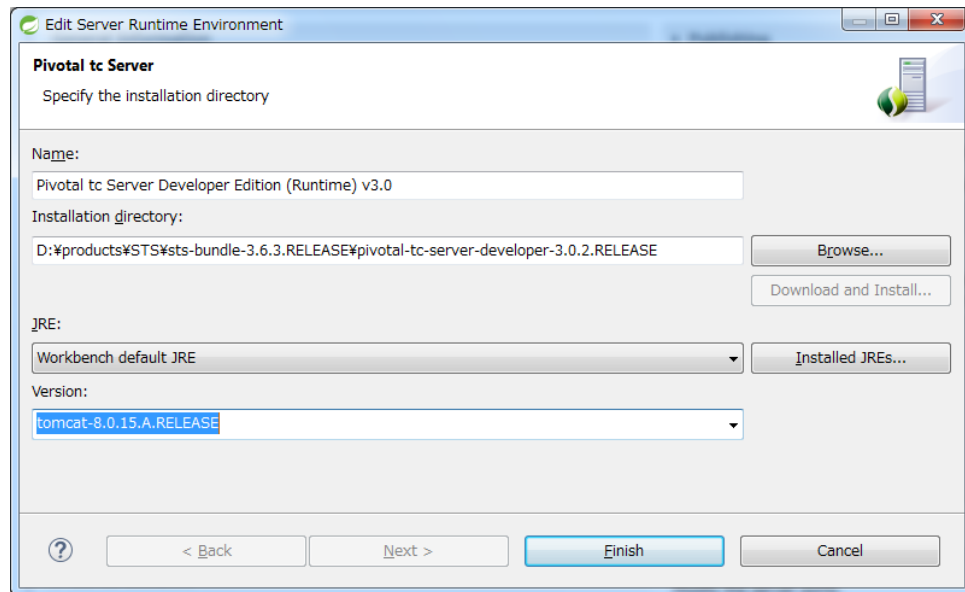 Edit Server Runtime Environment
Pivotal tc Server
Specify the installation directory
Name:
Pivotal tc Server Developer Edition (Runtime) v3.0
Installation directory:
D:¥products¥STS¥sts-bundle-3.6.3.RELEASE¥pivotal-tc-server-developer-3.0.2.RELEASE
Browse...
Download and Install...
JRE:
Workbench default JRE
Installed JREs...
Version:
tomcat-8.0.15.A.RELEASE
?
< Back
Next >
Finish
Cancel